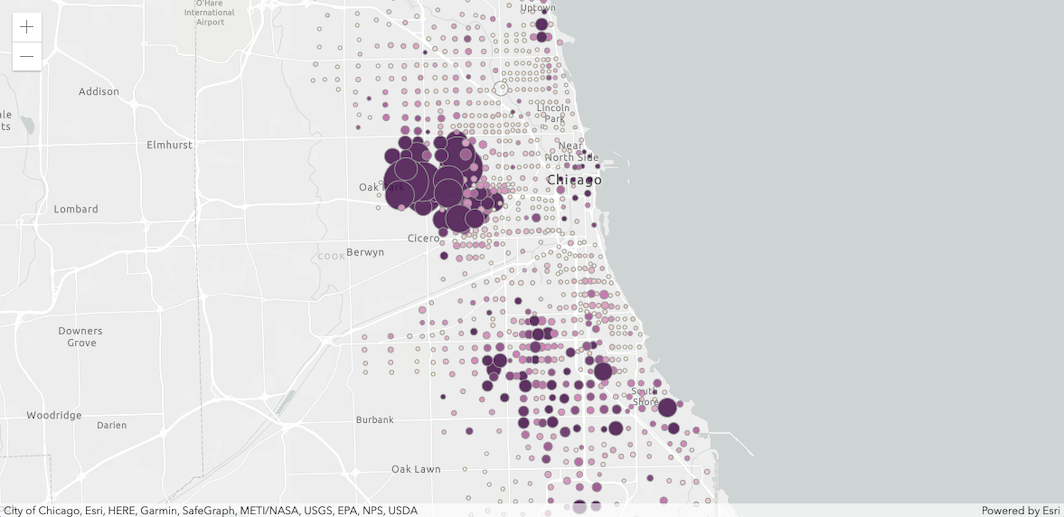 Uptown
O'Hare
International
Airport
Addison
ale
ts
Lincoln
Park
Elmhurst
Near
North Side
Chicago
Oak Park
Lombard
Cicero
COOK
Berwyn
Downers
Grove
South
Shore
Woodridge
Darien
Burbank
Oak Lawn
City of Chicago, Esri, HERE, Garmin, SafeGraph, METI/NASA, USGS, EPA, NPS, USDA
Powered by Esri